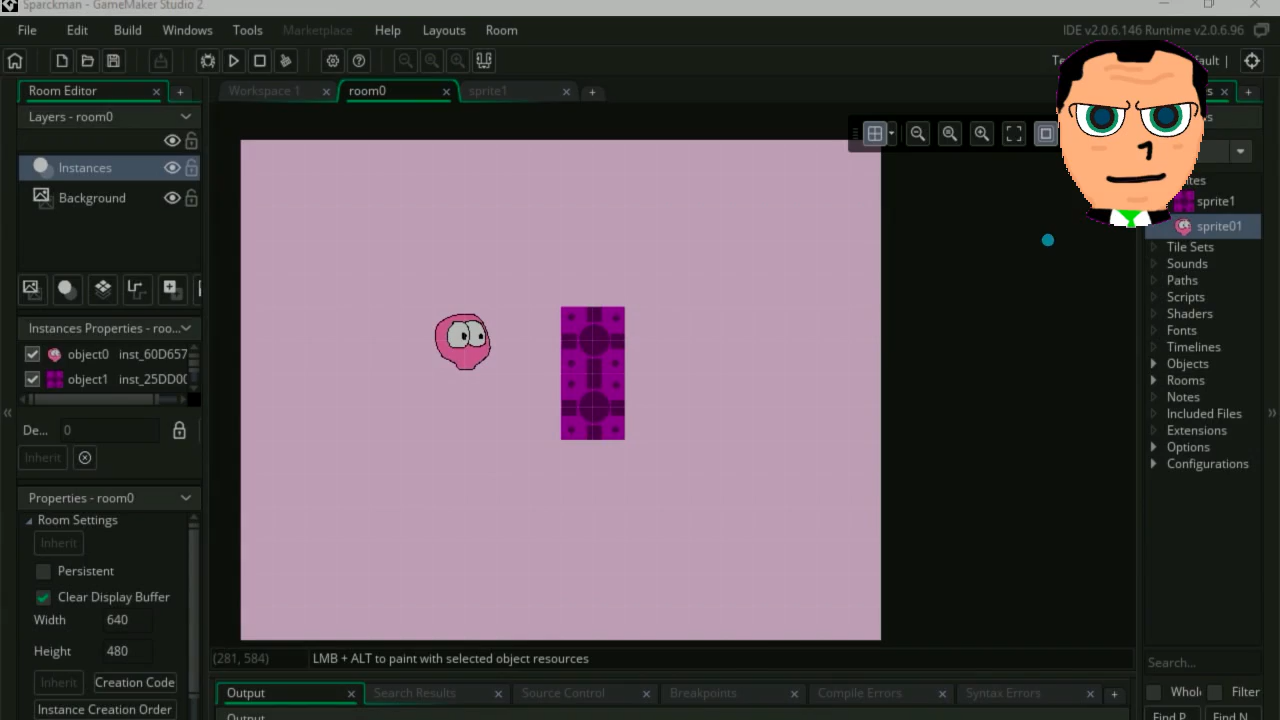 Sparckman - GameMaker Studio 2
File Edit Build Windows Tools Marketplace Help Layouts Room
IDE v2.0.6.146 Runtime v2.0.6.96
Room Editor
Workspace 1
room0
sprite1
Layers - room0
Instances
Background
Instances Properties - roo...
object0 inst_60D657
object1 inst_25DD00
De... 0
Inherit
Properties - room0
Room Settings
Inherit
Persistent
Clear Display Buffer
Width 640
Height 480
Inherit
Creation Code
Instance Creation Order
(281, 584)
LMB + ALT to paint with selected object resources
Output
Search Results
Source Control
Breakpoints
Compile Errors
Syntax Errors
Output
sprite1
sprite01
Tile Sets
Sounds
Paths
Scripts
Shaders
Fonts
Timelines
Objects
Rooms
Notes
Included Files
Extensions
Options
Configurations
Search...
Filter